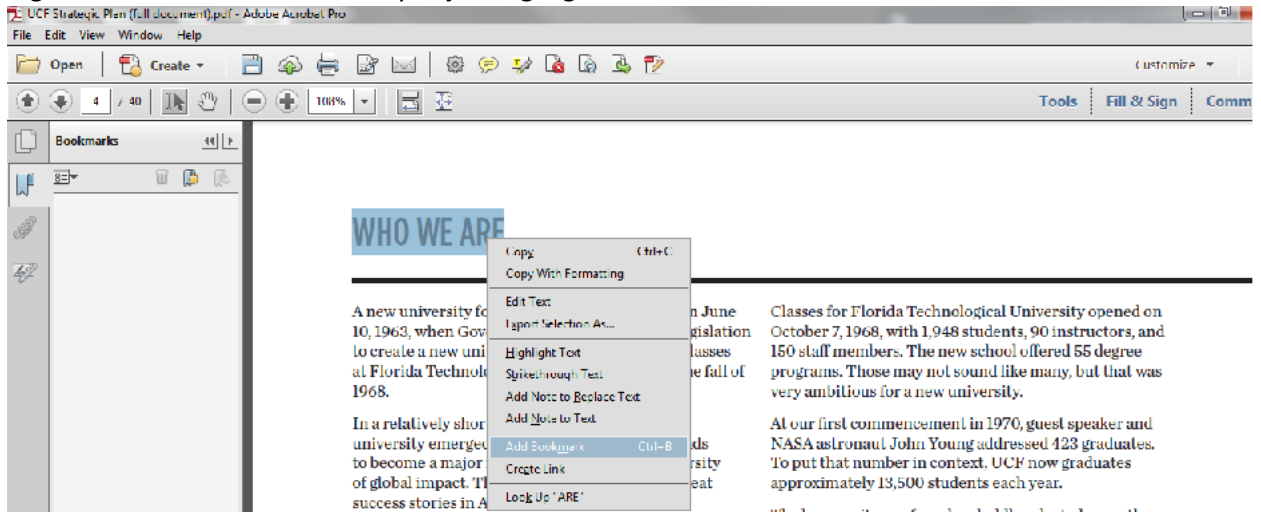 UCF Strategic Plan (full document).pdf - Adobe Acrobat Pro
File Edit View Window Help
Open Create Customize
4 / 40 108% Tools Fill & Sign Comm
Bookmarks
WHO WE ARE
Copy Ctrl+C
Copy With Formatting
Edit Text
Export Selection As...
Highlight Text
Strikethrough Text
Add Note to Replace Text
Add Note to Text
Add Bookmark Ctrl+B
Create Link
Look Up "ARE"
A new university fo n June
10, 1963, when Gov gislation
to create a new uni lasses
at Florida Technolo e fall of
1968.
In a relatively shor
university emerged ds
to become a major rsity
of global impact. Th eat
success stories in A
Classes for Florida Technological University opened on
October 7, 1968, with 1,948 students, 90 instructors, and
150 staff members. The new school offered 55 degree
programs. Those may not sound like many, but that was
very ambitious for a new university.
At our first commencement in 1970, guest speaker and
NASA astronaut John Young addressed 423 graduates.
To put that number in context, UCF now graduates
approximately 13,500 students each year.